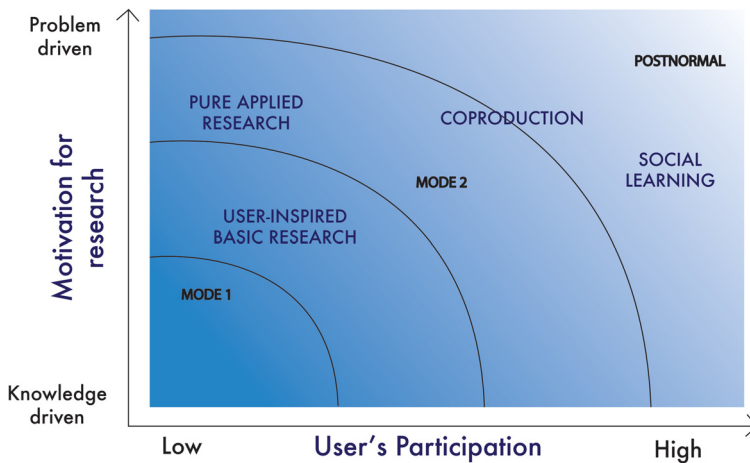 Problem
driven
POSTNORMAL
PURE APPLIED
RESEARCH
COPRODUCTION
SOCIAL
LEARNING
MODE 2
Motivation for
research
USER-INSPIRED
BASIC RESEARCH
MODE 1
Knowledge
driven
Low
User's Participation
High